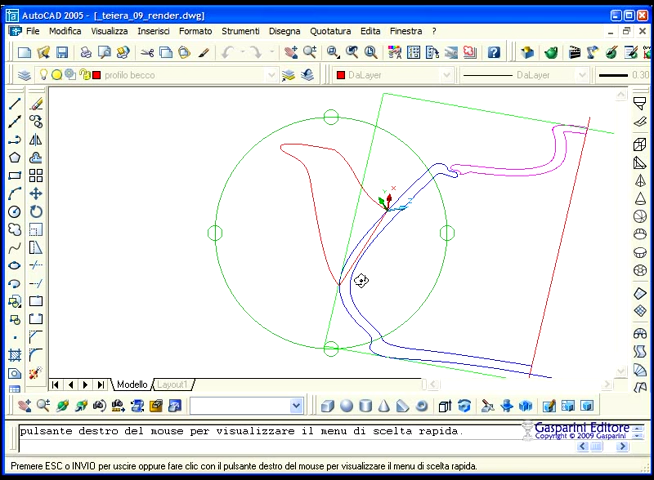 AutoCAD 2005 - [_teiera_09_render.dwg]
File Modifica Visualizza Inserisci Formato Strumenti Disegna Quotatura Edita Finestra ?
profilo becco DaLayer DaLayer 0.30
Y X Z
Modello Layout1
pulsante destro del mouse per visualizzare il menu di scelta rapida.
Gasparini Editore
Copyright © 2009 Gasparini
Premere ESC o INVIO per uscire oppure fare clic con il pulsante destro del mouse per visualizzare il menu di scelta rapida.